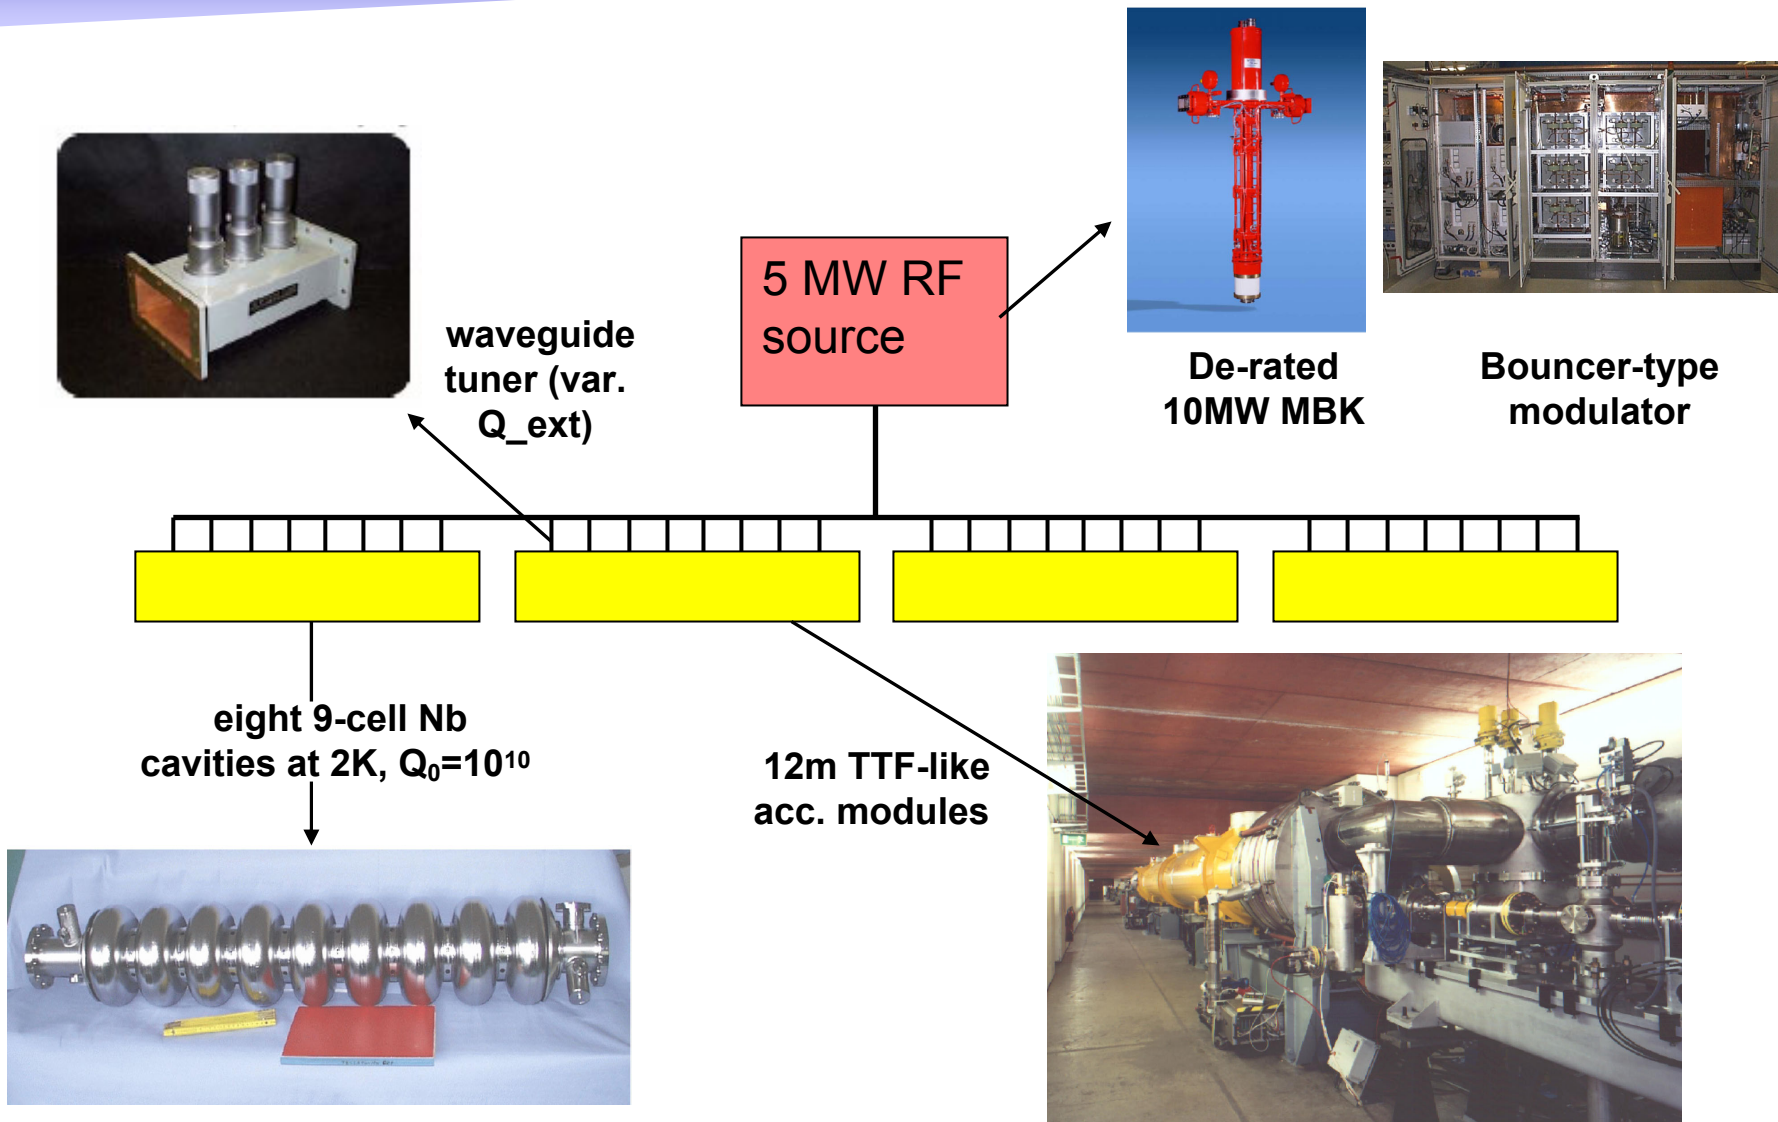 5 MW RF
source
waveguide
tuner (var.
Q_ext)
De-rated
10MW MBK
Bouncer-type
modulator
eight 9-cell Nb
cavities at 2K, Q₀=10¹⁰
12m TTF-like
acc. modules